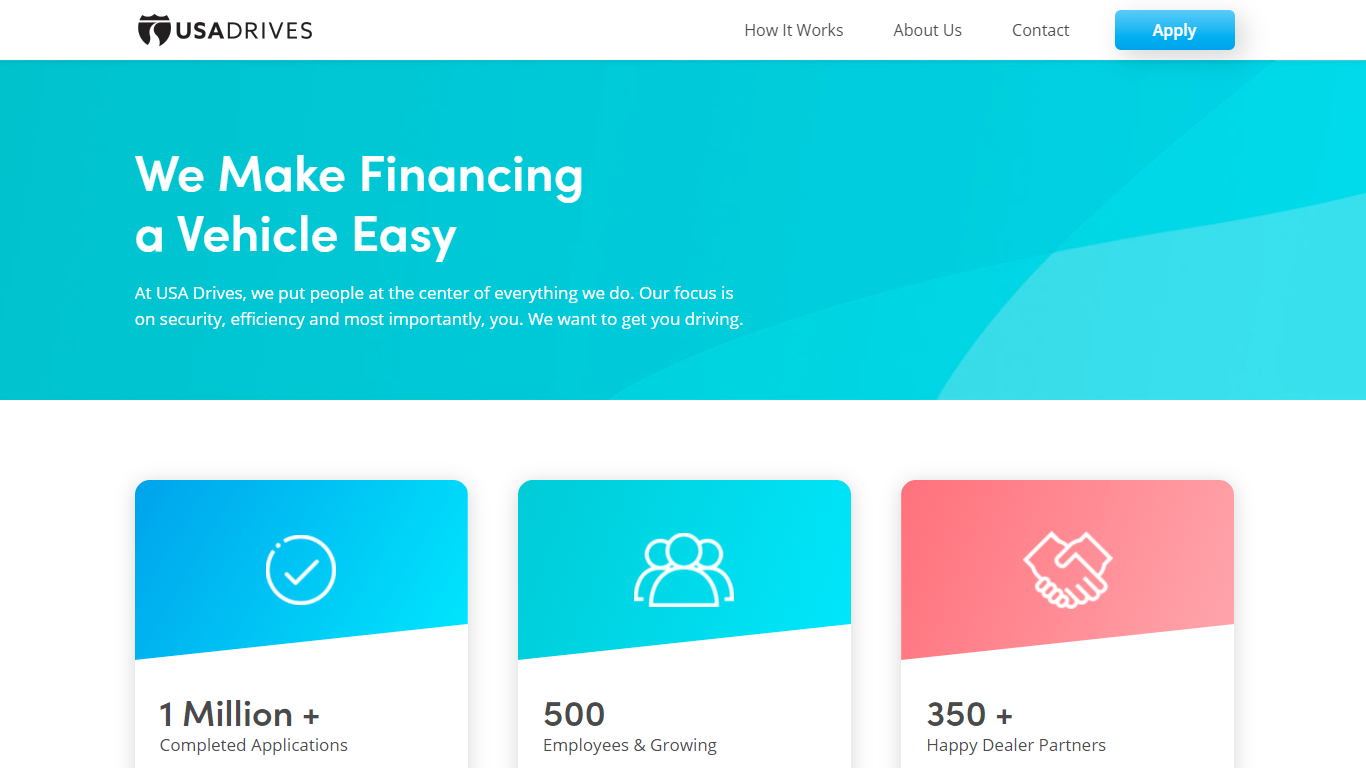 USADRIVES
How It Works
About Us
Contact
Apply
We Make Financing
a Vehicle Easy
At USA Drives, we put people at the center of everything we do. Our focus is
on security, efficiency and most importantly, you. We want to get you driving.
1 Million +
Completed Applications
500
Employees & Growing
350 +
Happy Dealer Partners